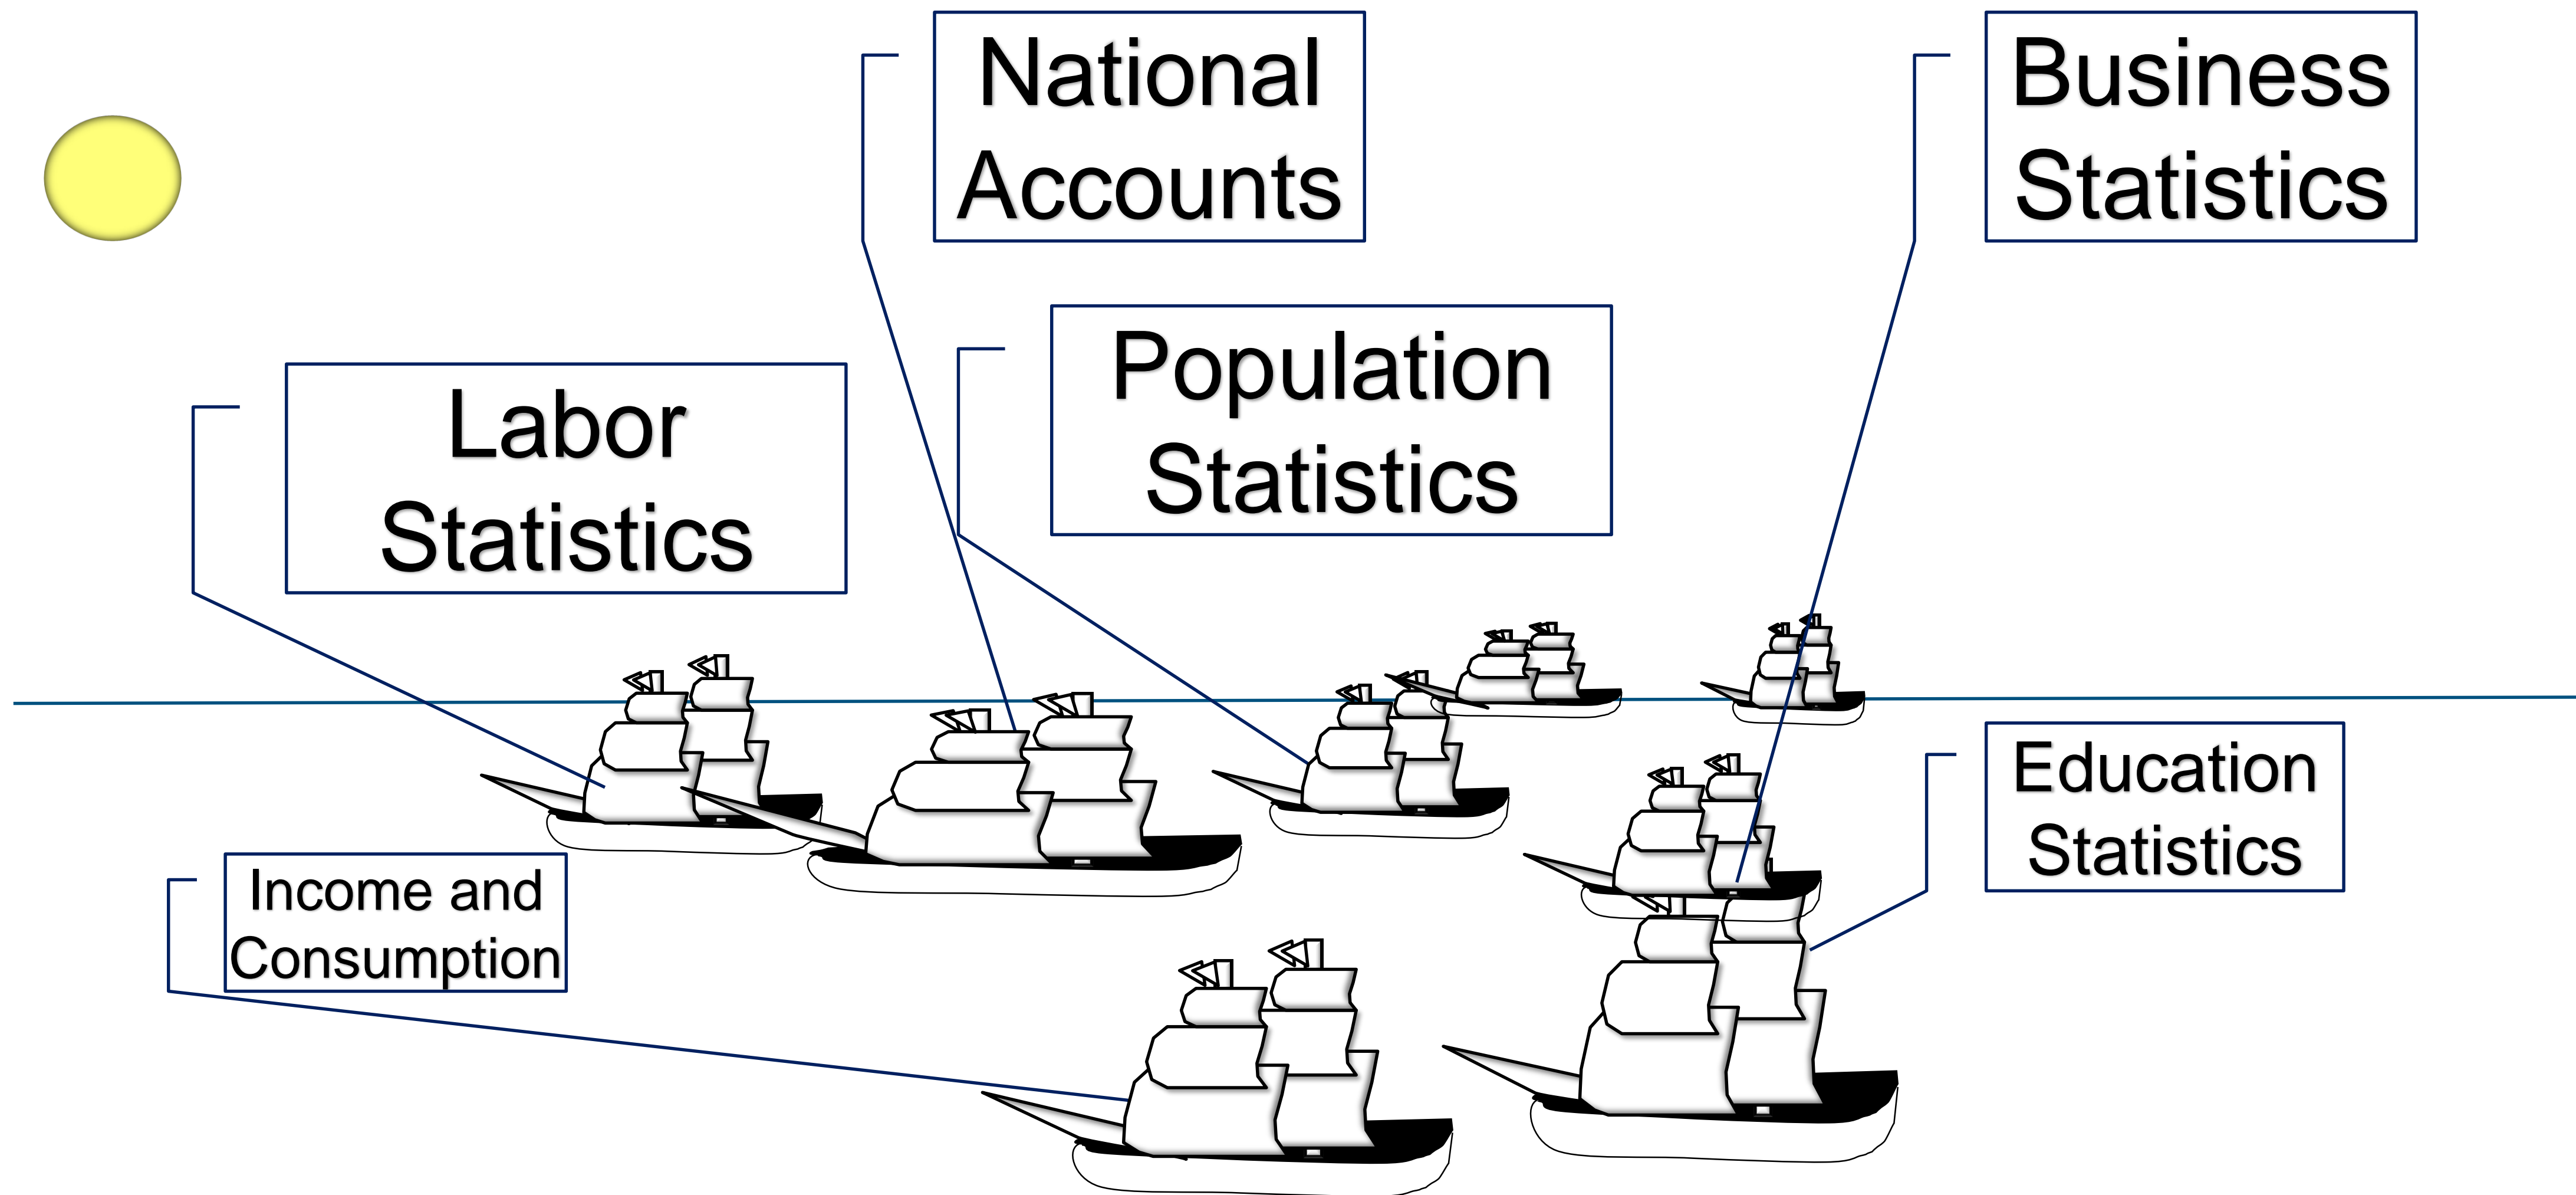 National
Accounts
Business
Statistics
Population
Statistics
Labor
Statistics
Education
Statistics
Income and
Consumption